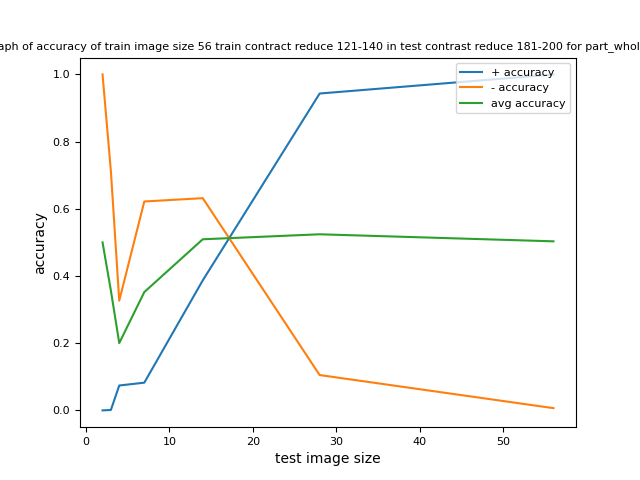 of accuracy of train image size 56 train contract reduce 121-140 in test contrast reduce 181-200 for
1.0
0.8
0.6
0.4
0.2
0.0
accuracy
+ accuracy
- accuracy
avg accuracy
0 10 20 30 40 50
test image size